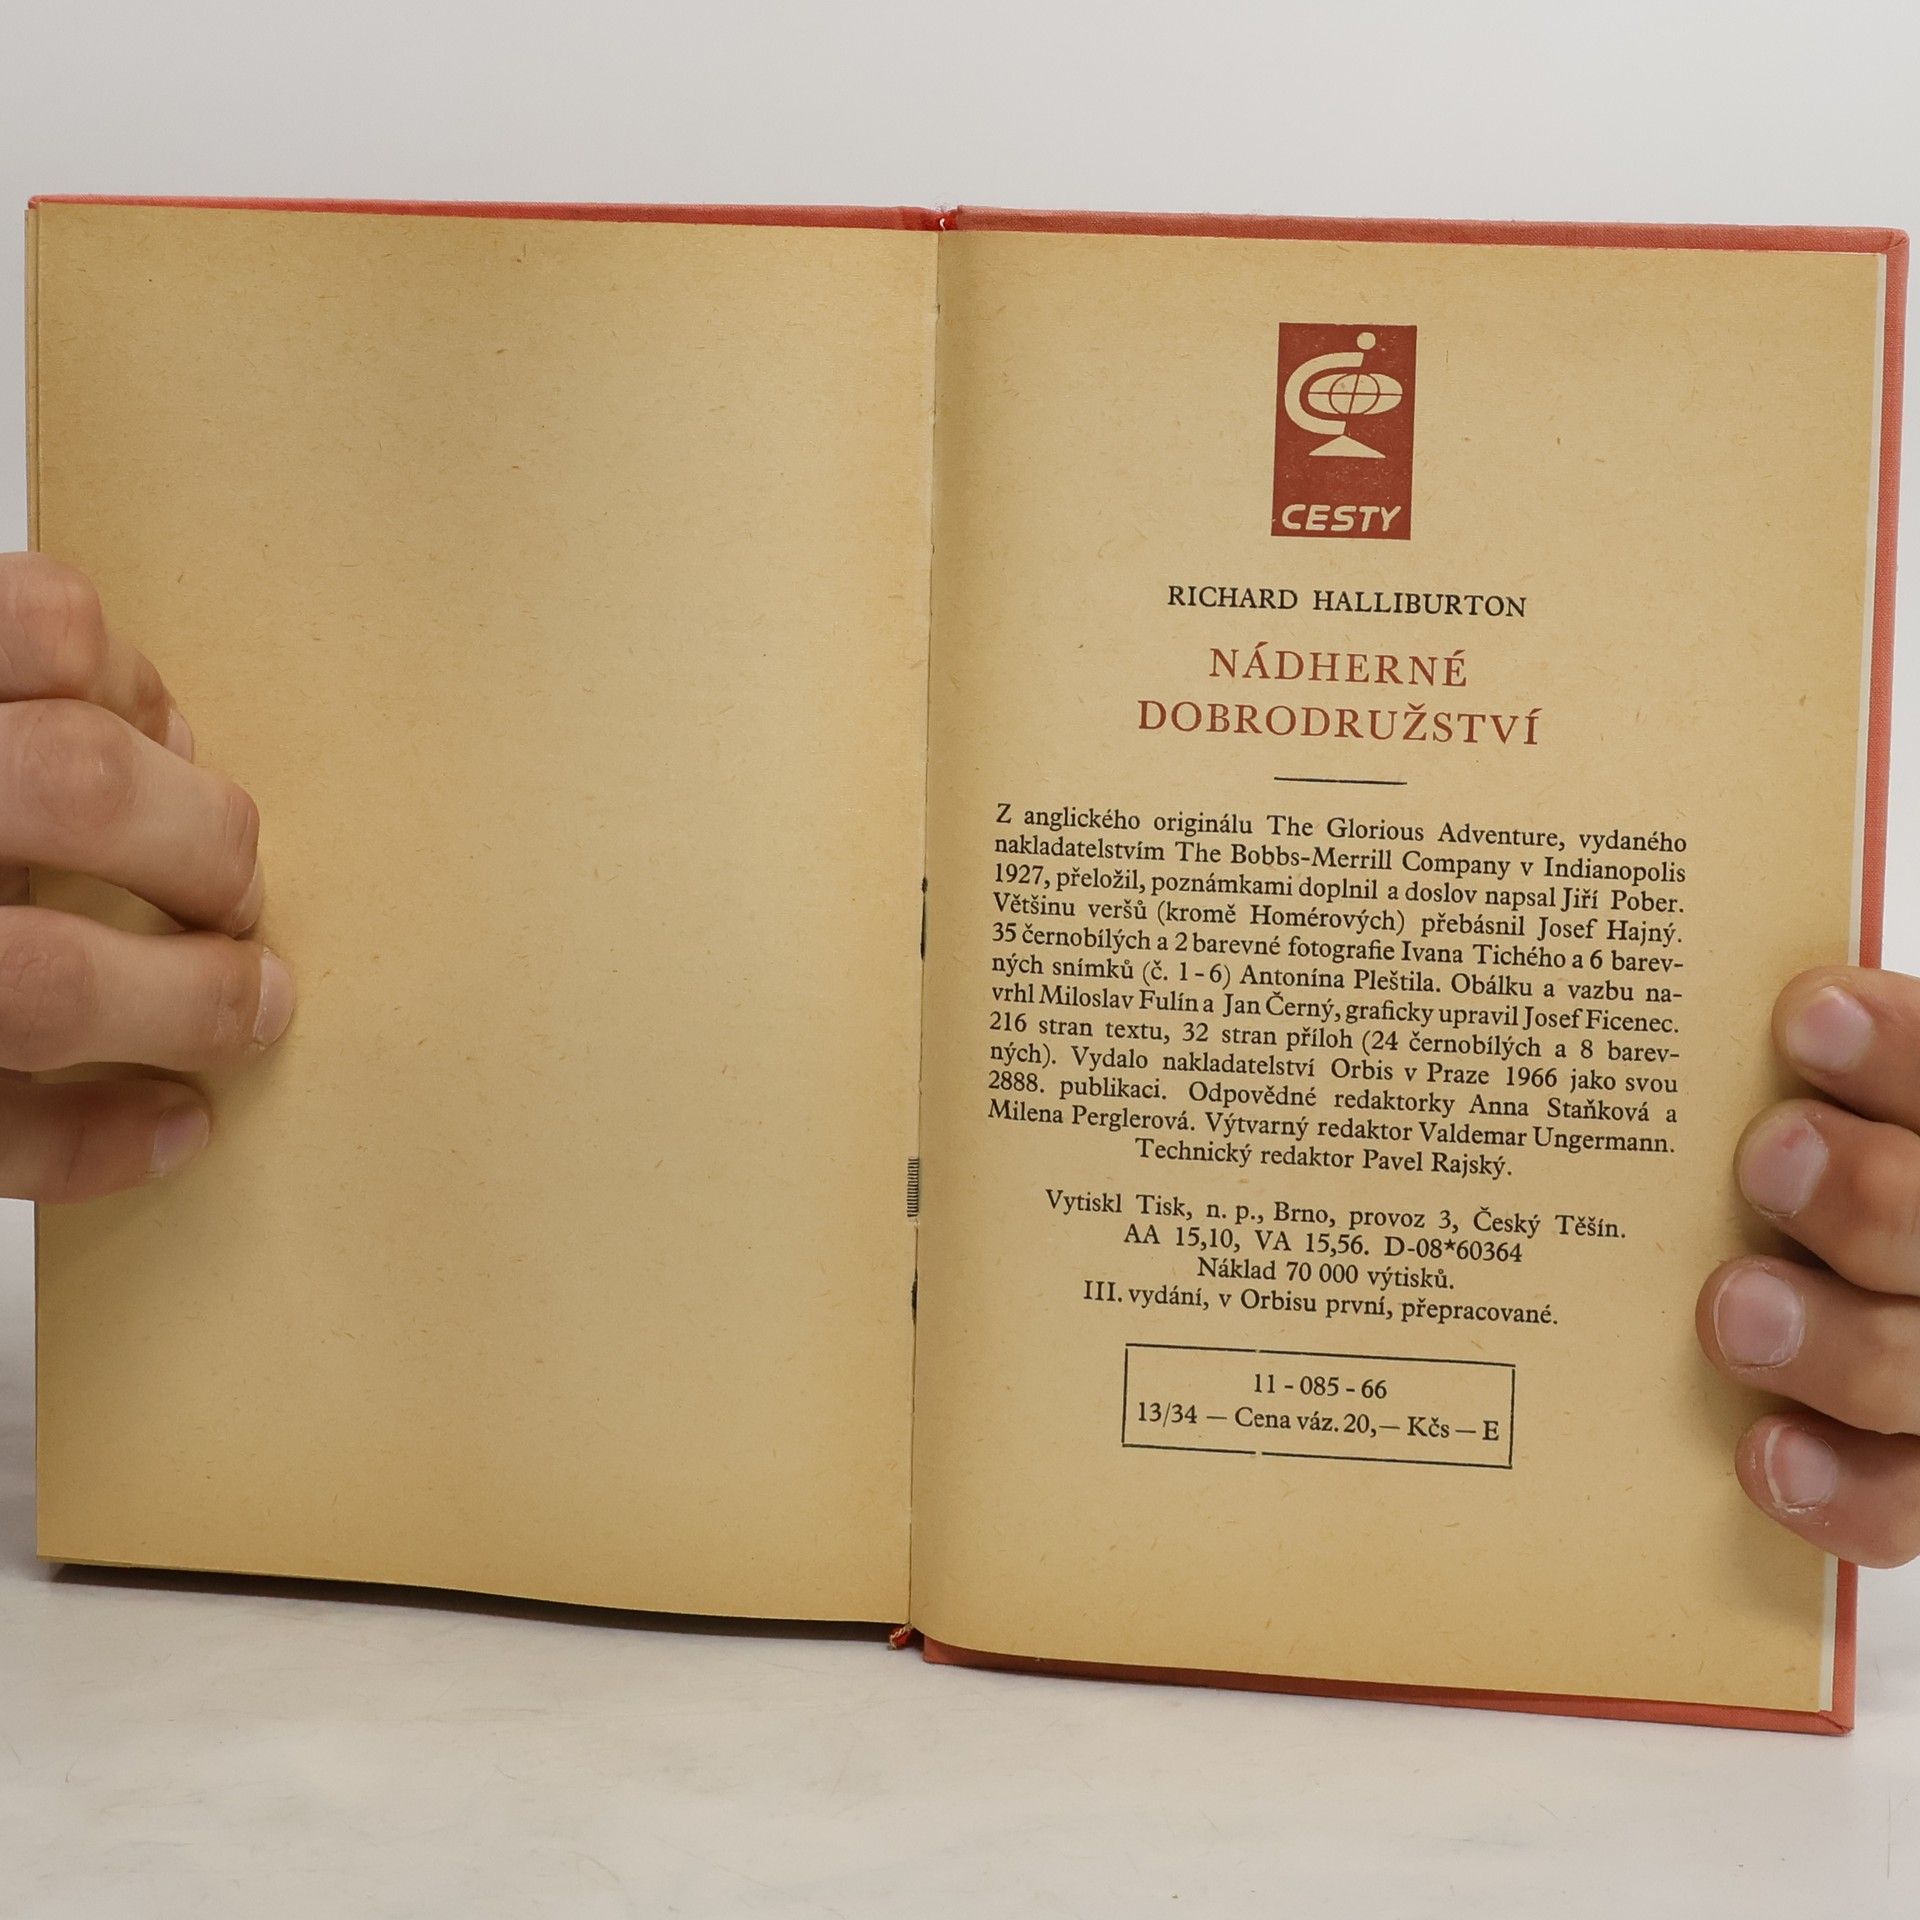 CESTY
RICHARD HALLIBURTON
NÁDHERNÉ
DOBRODRUŽSTVÍ
Z anglického originálu The Glorious Adventure, vydaného
nakladatelstvím The Bobbs-Merrill Company v Indianopolis
1927, přeložil, poznámkami doplnil a doslov napsal Jiří Pober.
Většinu veršů (kromě Homérových) přebásnil Josef Hajný.
35 černobílých a 2 barevné fotografie Ivana Tichého a 6 barev-
ných snímků (č. 1-6) Antonína Pleštila. Obálku a vazbu na-
vrhl Miloslav Fulín a Jan Černý, graficky upravil Josef Ficenec.
216 stran textu, 32 stran příloh (24 černobílých a 8 barev-
ných). Vydalo nakladatelství Orbis v Praze 1966 jako svou
2888. publikaci. Odpovědné redaktorky Anna Staňková a
Milena Perglerová. Výtvarný redaktor Valdemar Ungermann.
Technický redaktor Pavel Rajský.
Vytiskl Tisk, n. p., Brno, provoz 3, Český Těšín.
AA 15,10, VA 15,56. D-08*60364
Náklad 70 000 výtisků.
III. vydání, v Orbisu první, přepracované.
11 - 085 - 66
13/34 — Cena váz. 20,— Kčs — E